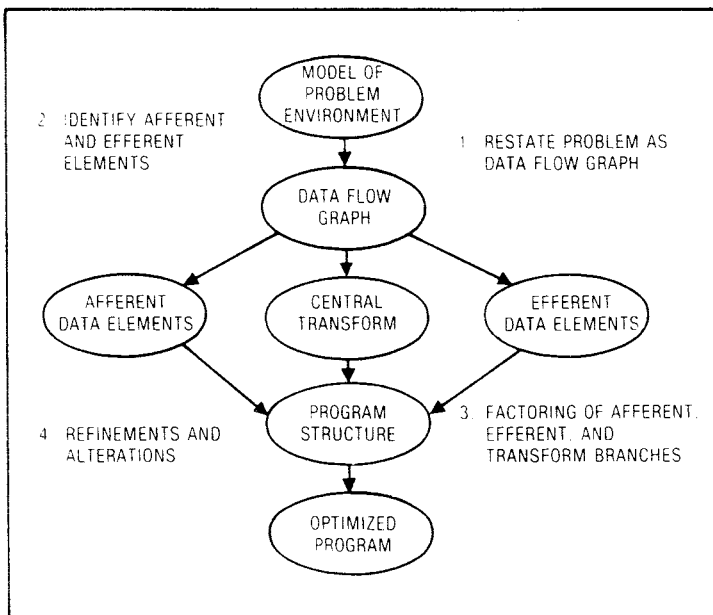 MODEL OF
PROBLEM
ENVIRONMENT
2. IDENTIFY AFFERENT
AND EFFERENT
ELEMENTS
1. RESTATE PROBLEM AS
DATA FLOW GRAPH
DATA FLOW
GRAPH
AFFERENT
DATA ELEMENTS
CENTRAL
TRANSFORM
EFFERENT
DATA ELEMENTS
PROGRAM
STRUCTURE
4. REFINEMENTS AND
ALTERATIONS
3. FACTORING OF AFFERENT,
EFFERENT, AND
TRANSFORM BRANCHES
OPTIMIZED
PROGRAM